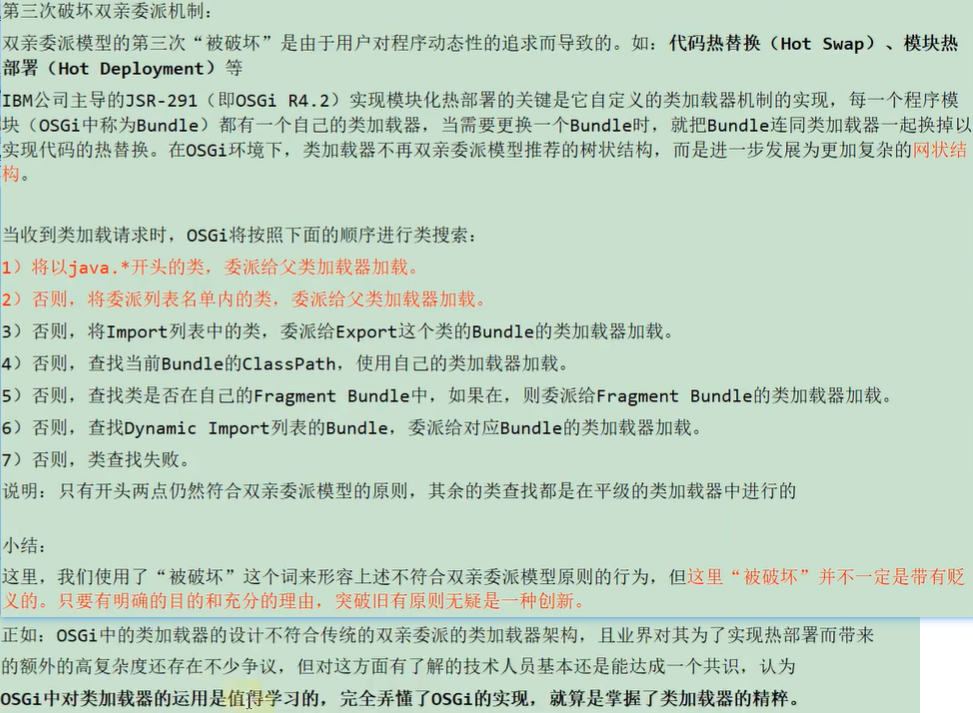 第三次破坏双亲委派机制：
双亲委派模型的第三次“被破坏”是由于用户对程序动态性的追求而导致的。如：代码热替换（Hot Swap）、模块热
部署（Hot Deployment）等
IBM公司主导的JSR-291（即OSGi R4.2）实现模块化热部署的关键是它自定义的类加载器机制的实现，每一个程序模
块（OSGi中称为Bundle）都有一个自己的类加载器，当需要更换一个Bundle时，就把Bundle连同类加载器一起换掉以
实现代码的热替换。在OSGi环境下，类加载器不再双亲委派模型推荐的树状结构，而是进一步发展为更加复杂的网状结
构。
当收到类加载请求时，OSGi将按照下面的顺序进行类搜索：
1）将以java.*开头的类，委派给父类加载器加载。
2）否则，将委派列表名单内的类，委派给父类加载器加载。
3）否则，将Import列表中的类，委派给Export这个类的Bundle的类加载器加载。
4）否则，查找当前Bundle的ClassPath，使用自己的类加载器加载。
5）否则，查找类是否在自己的Fragment Bundle中，如果在，则委派给Fragment Bundle的类加载器加载。
6）否则，查找Dynamic Import列表的Bundle，委派给对应Bundle的类加载器加载。
7）否则，类查找失败。
说明：只有开头两点仍然符合双亲委派模型的原则，其余的类查找都是在平级的类加载器中进行的
小结：
这里，我们使用了“被破坏”这个词来形容上述不符合双亲委派模型原则的行为，但这里“被破坏”并不一定是带有贬
义的。只要有明确的目的和充分的理由，突破旧有原则无疑是一种创新。
正如：OSGi中的类加载器的设计不符合传统的双亲委派的类加载器架构，且业界对其为了实现热部署而带来
的额外的高复杂度还存在不少争议，但对这方面有了解的技术人员基本还是能达成一个共识，认为
OSGi中对类加载器的运用是值得学习的，完全弄懂了OSGi的实现，就算是掌握了类加载器的精粹。